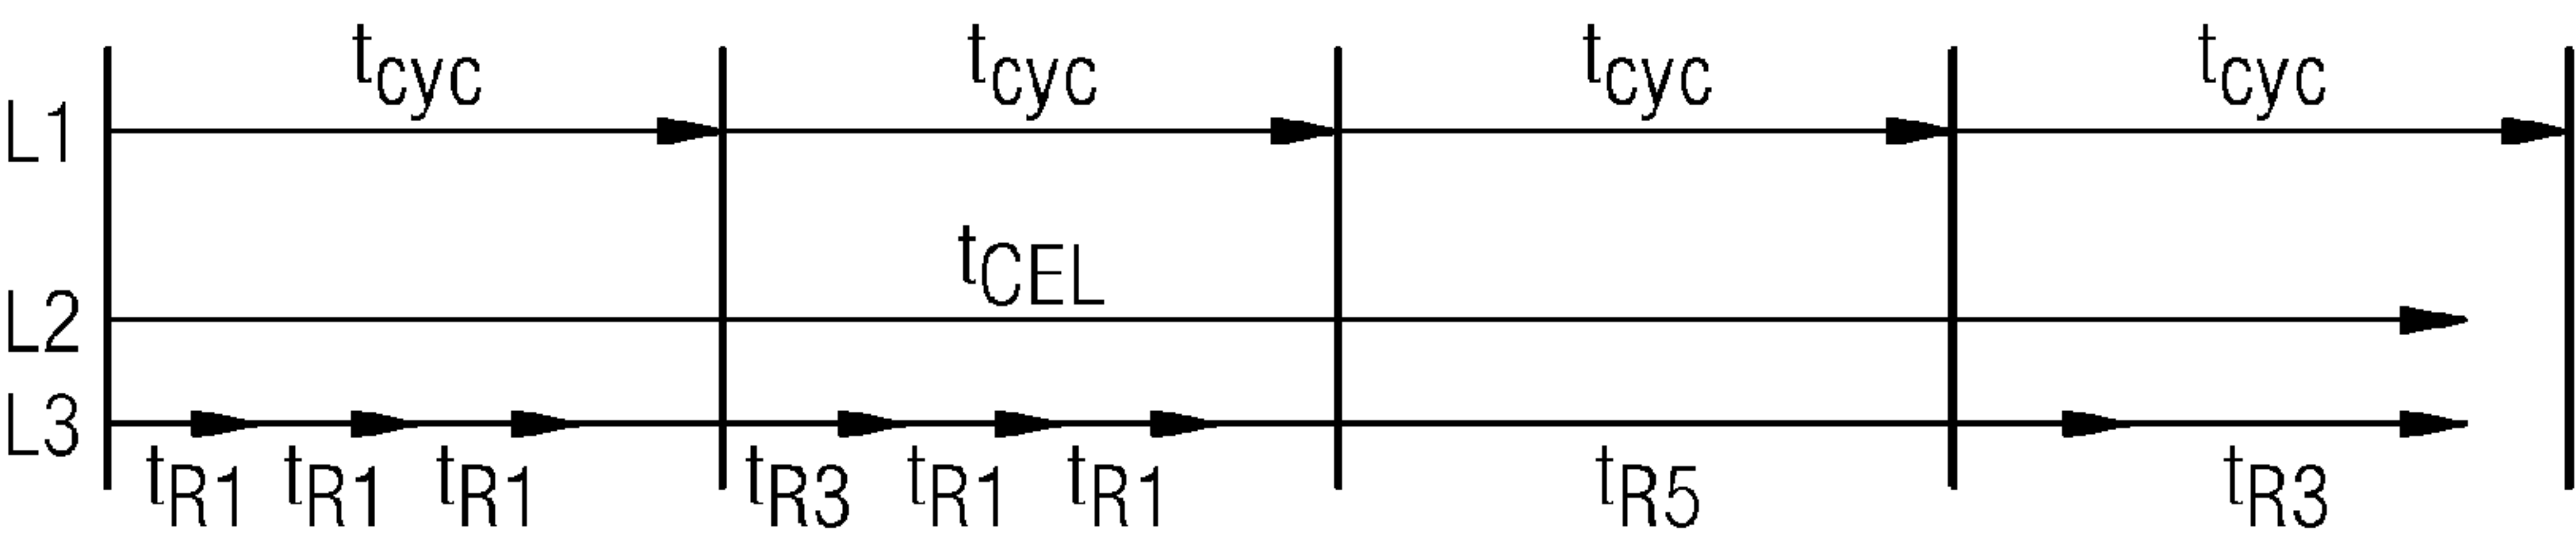 tcyc tcyc tcyc tcyc
L1
tCEL
L2
L3
tR1 tR1 tR1 tR3 tR1 tR1 tR5 tR3